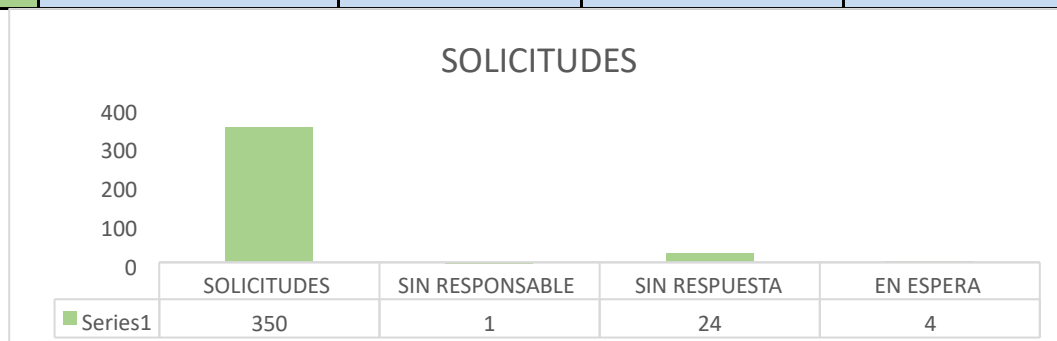 SOLICITUDES
400
300
200
100
0
SOLICITUDES SIN RESPONSABLE SIN RESPUESTA EN ESPERA
Series1 350 1 24 4